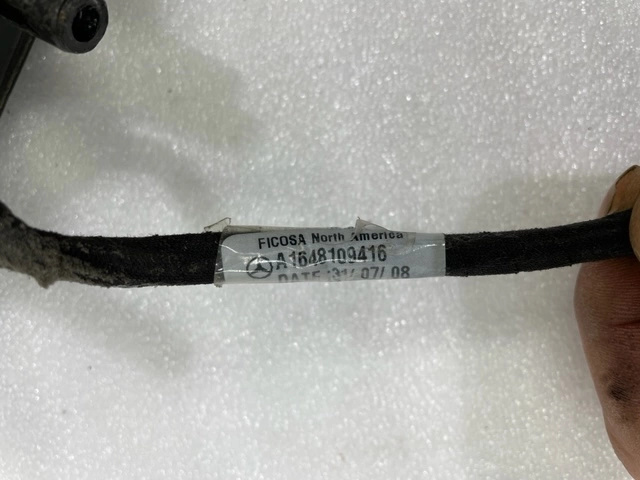 FICOSA North America
A1648109416
DATE :31/ 07/ 08